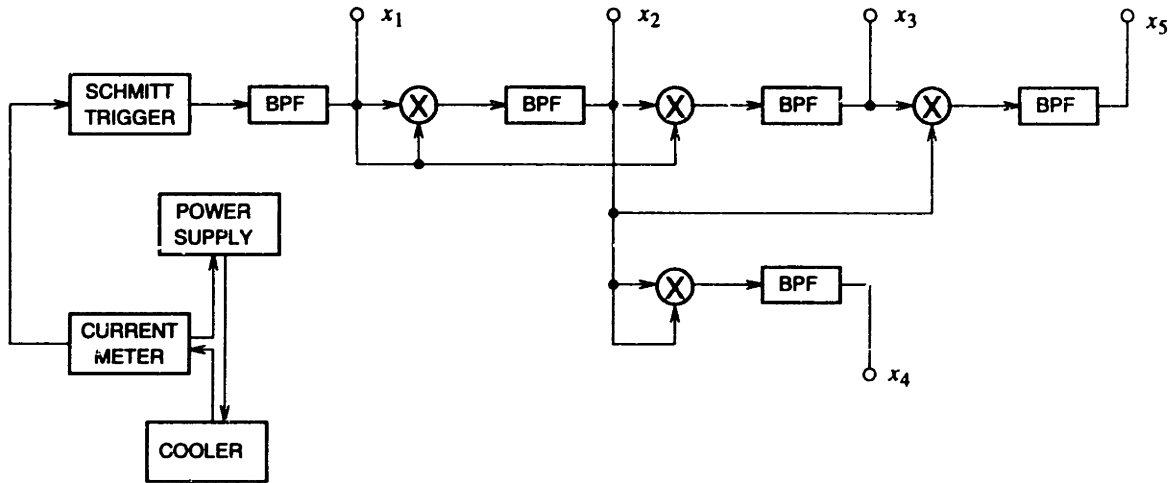 x1
x2
x3
x5
SCHMITT
TRIGGER
BPF
X
BPF
X
BPF
X
BPF
POWER
SUPPLY
X
BPF
CURRENT
METER
x4
COOLER